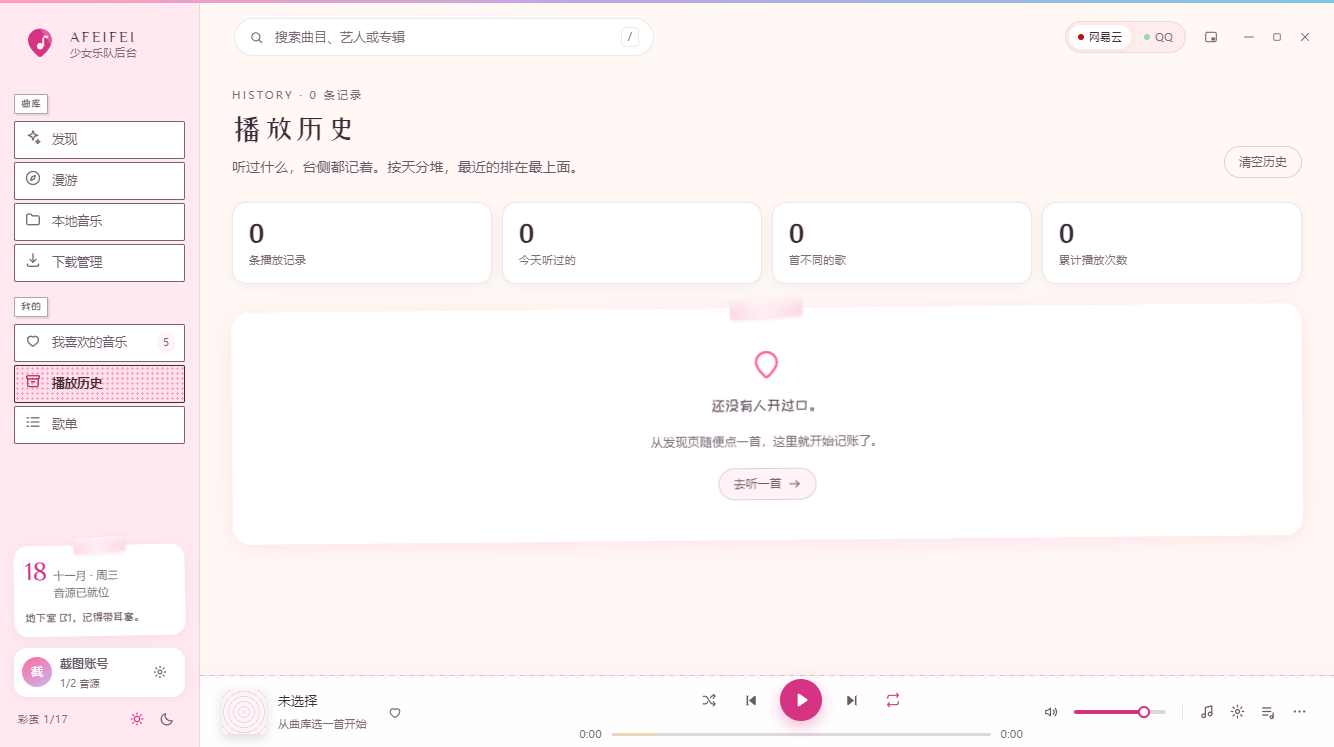 AFEIFEI
少女乐队后台
搜索曲目、艺人或专辑
/
网易云
QQ
曲库
发现
漫游
本地音乐
下载管理
我的
我喜欢的音乐
5
播放历史
歌单
18
十一月 · 周三
音源已就位
地下室 B1，记得带耳塞。
截
截图账号
1/2 音源
彩蛋 1/17
HISTORY · 0 条记录
播放历史
听过什么，台侧都记着。按天分堆，最近的排在最上面。
清空历史
0
条播放记录
0
今天听过的
0
首不同的歌
0
累计播放次数
还没有人开过口。
从发现页随便点一首，这里就开始记账了。
去听一首
未选择
从曲库选一首开始
0:00
0:00